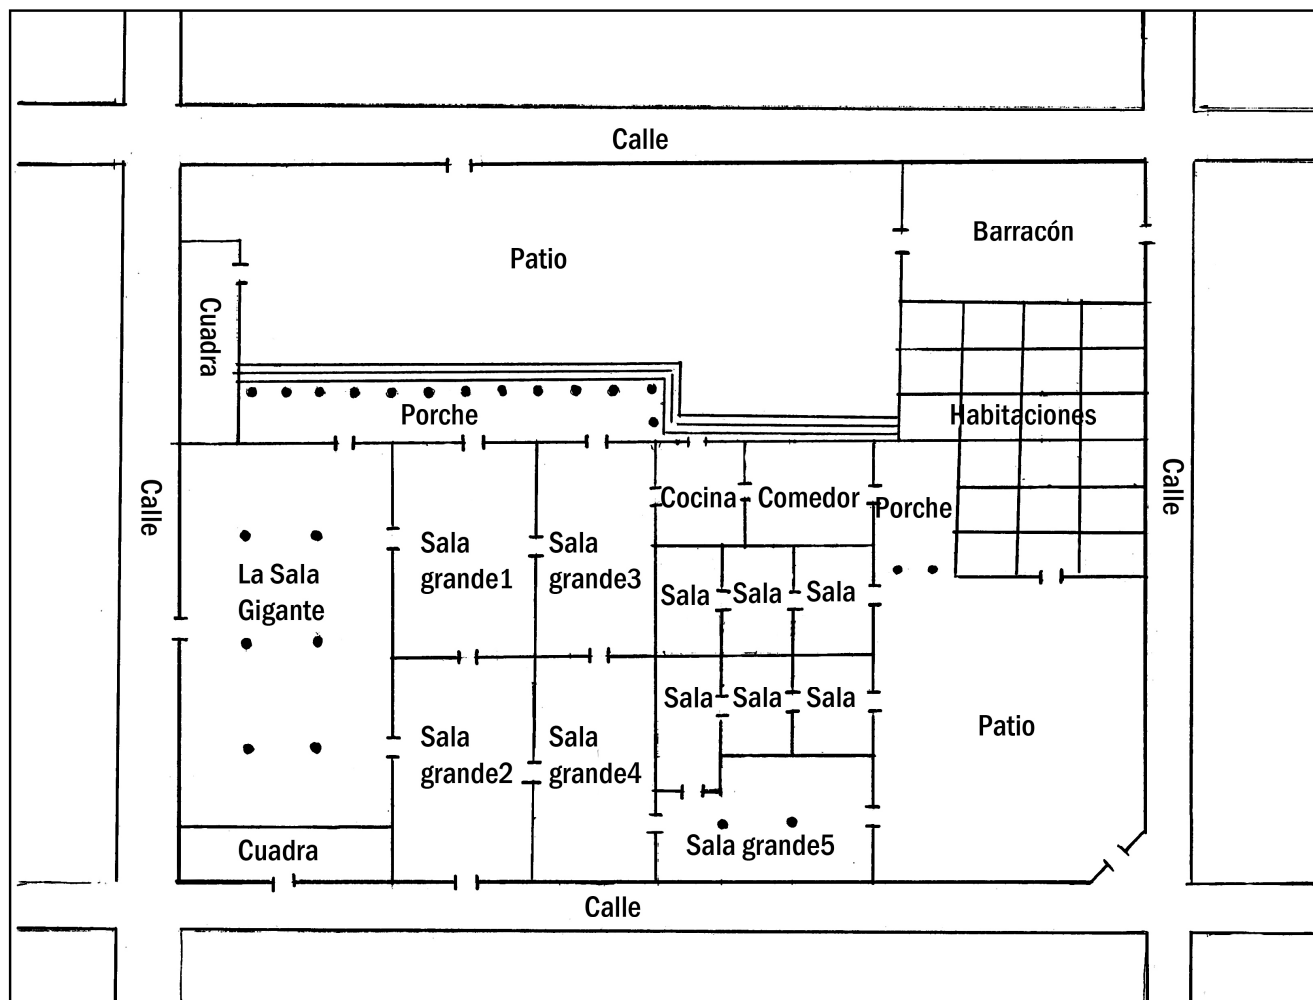 Calle
Barracón
Patio
Cuadra
Porche
Habitaciones
Calle
Calle
Cocina
Comedor
Porche
Sala
grande1
Sala
grande3
La Sala
Gigante
Sala
Sala
Sala
Sala
Sala
Sala
Patio
Sala
grande2
Sala
grande4
Cuadra
Sala grande5
Calle